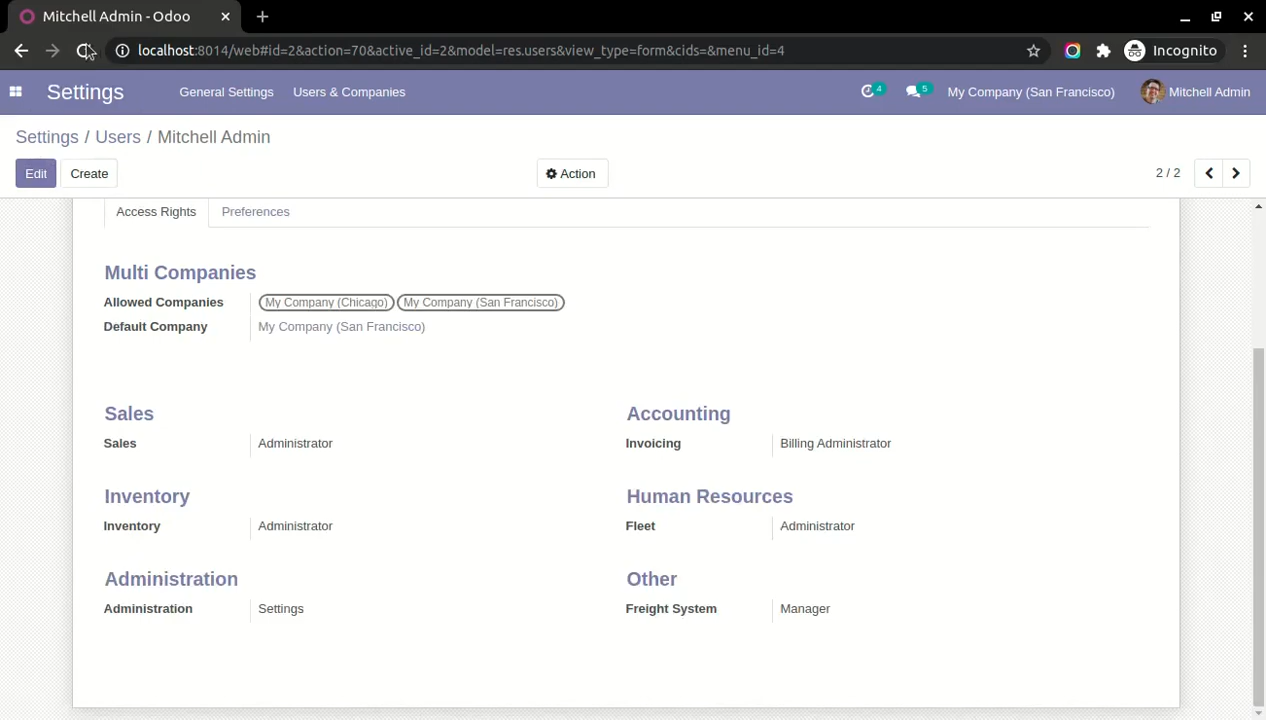 Mitchell Admin - Odoo
localhost:8014/web#id=2&action=70&active_id=2&model=res.users&view_type=form&cids=&menu_id=4
Incognito
Settings General Settings Users & Companies 4 5 My Company (San Francisco) Mitchell Admin
Settings / Users / Mitchell Admin
Edit Create Action 2 / 2
Access Rights Preferences
Multi Companies
Allowed Companies My Company (Chicago) My Company (San Francisco)
Default Company My Company (San Francisco)
Sales Accounting
Sales Administrator Invoicing Billing Administrator
Inventory Human Resources
Inventory Administrator Fleet Administrator
Administration Other
Administration Settings Freight System Manager